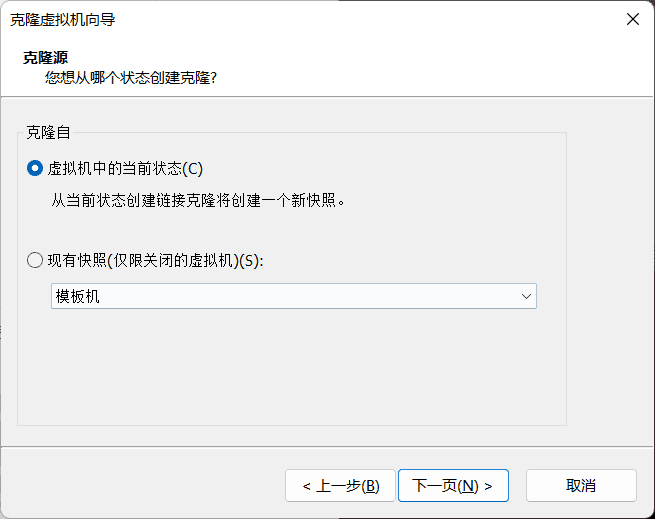 克隆虚拟机向导
克隆源
您想从哪个状态创建克隆?
克隆自
虚拟机中的当前状态(C)
从当前状态创建链接克隆将创建一个新快照。
现有快照(仅限关闭的虚拟机)(S):
模板机
< 上一步(B)
下一页(N) >
取消